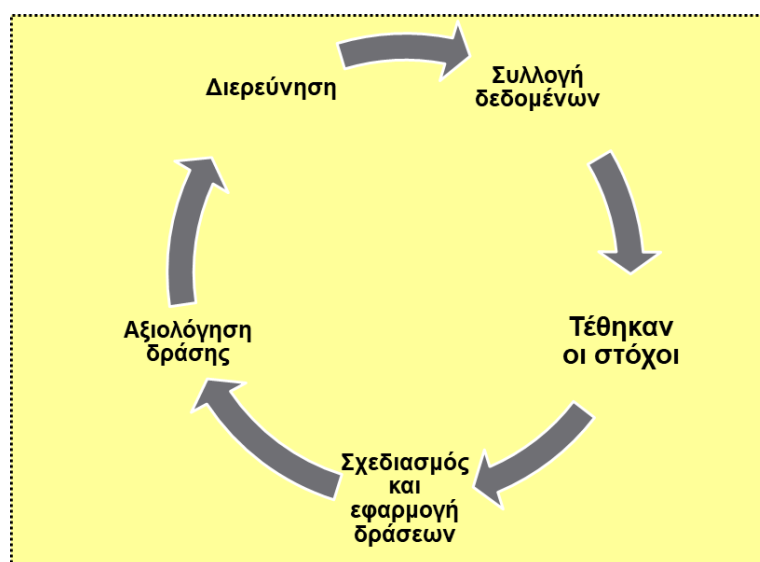 Διερεύνηση
Συλλογή
δεδομένων
Τέθηκαν
οι στόχοι
Σχεδιασμός
και
εφαρμογή
δράσεων
Αξιολόγηση
δράσης